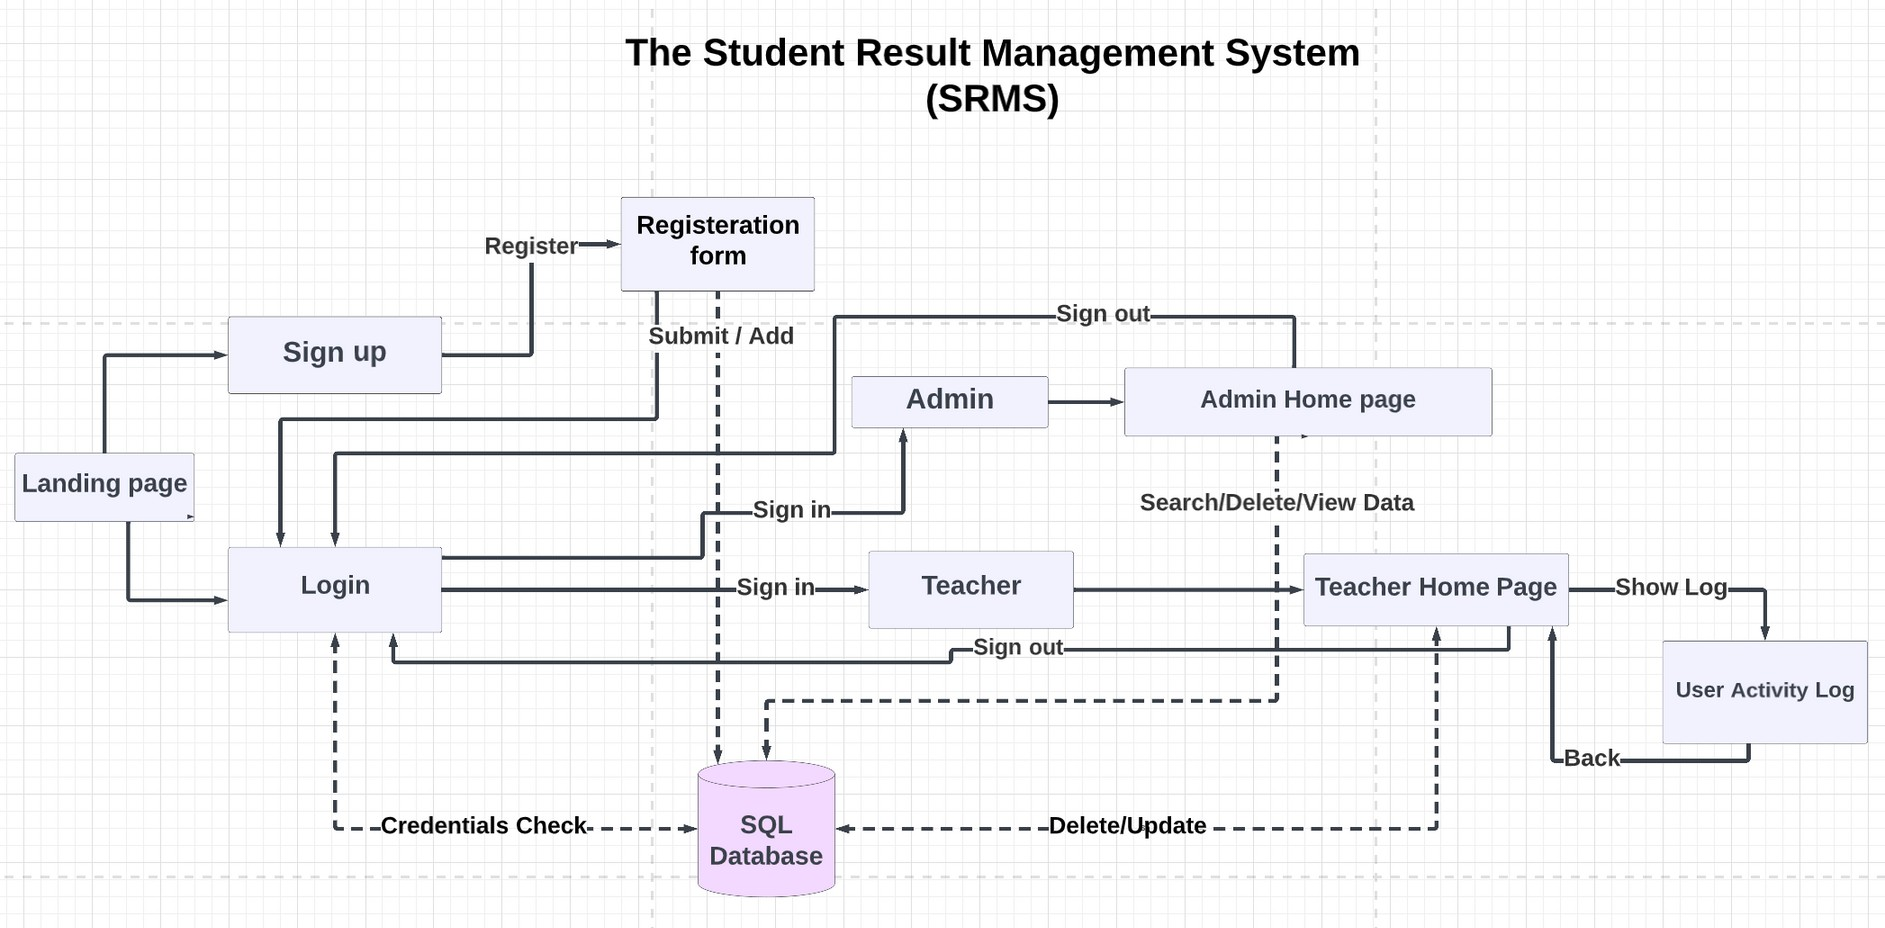 The Student Result Management System
(SRMS)
Registeration
form
Register
Sign out
Submit / Add
Sign up
Admin
Admin Home page
Landing page
Search/Delete/View Data
Sign in
Login
Sign in
Teacher
Teacher Home Page
Show Log
Sign out
User Activity Log
Back
Credentials Check
SQL
Database
Delete/Update